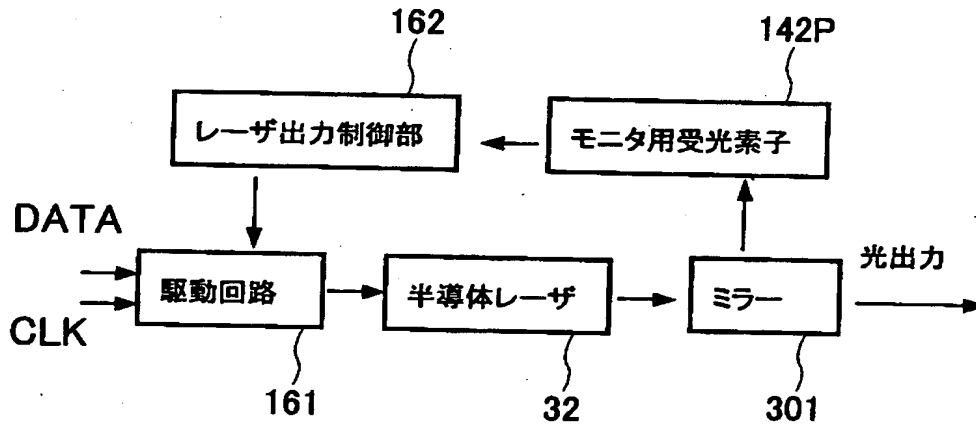 162
142P
レーザ出力制御部
モニタ用受光素子
DATA
光出力
駆動回路
半導体レーザ
ミラー
CLK
161
32
301